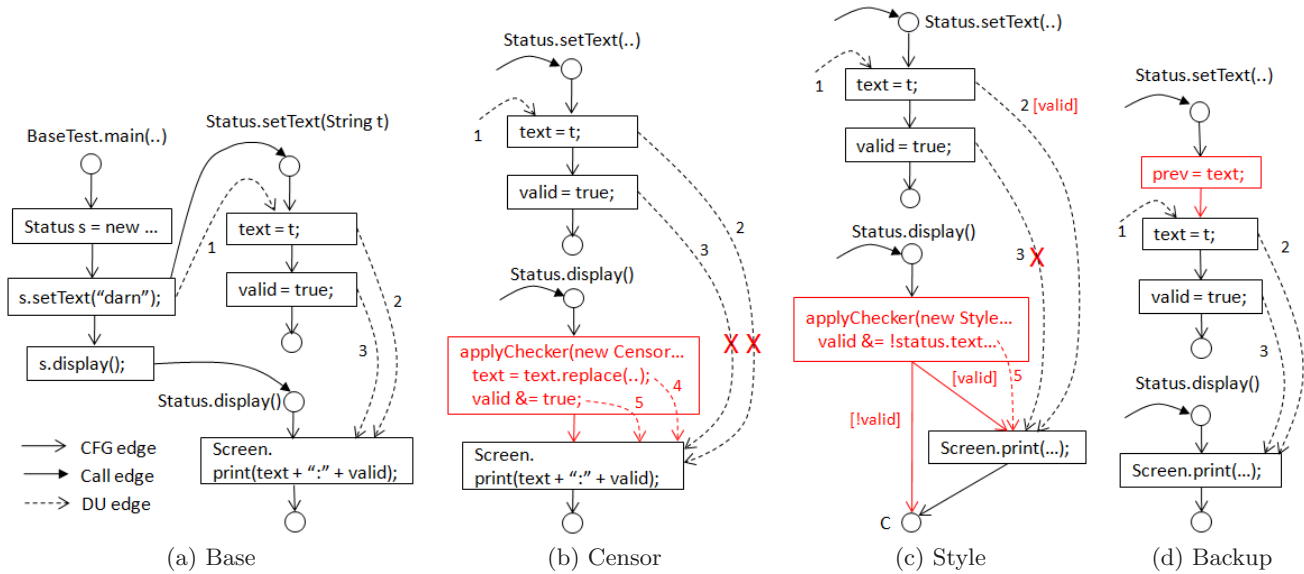 BaseTest.main(..)
Status s = new ...
s.setText("darn");
s.display();
Status.setText(String t)
1
text = t;
valid = true;
2
3
Status.display()
Screen.
print(text + ":" + valid);
CFG edge
Call edge
DU edge
(a) Base
Status.setText(..)
1
text = t;
valid = true;
2
3
X X
Status.display()
applyChecker(new Censor...
text = text.replace(..);
valid &= true;
4
5
Screen.
print(text + ":" + valid);
(b) Censor
Status.setText(..)
1
text = t;
2 [valid]
valid = true;
Status.display()
3
X
applyChecker(new Style...
valid &= !status.text...
[valid]
5
[!valid]
Screen.print(...);
C
(c) Style
Status.setText(..)
prev = text;
1
text = t;
2
valid = true;
3
Status.display()
Screen.print(...);
(d) Backup